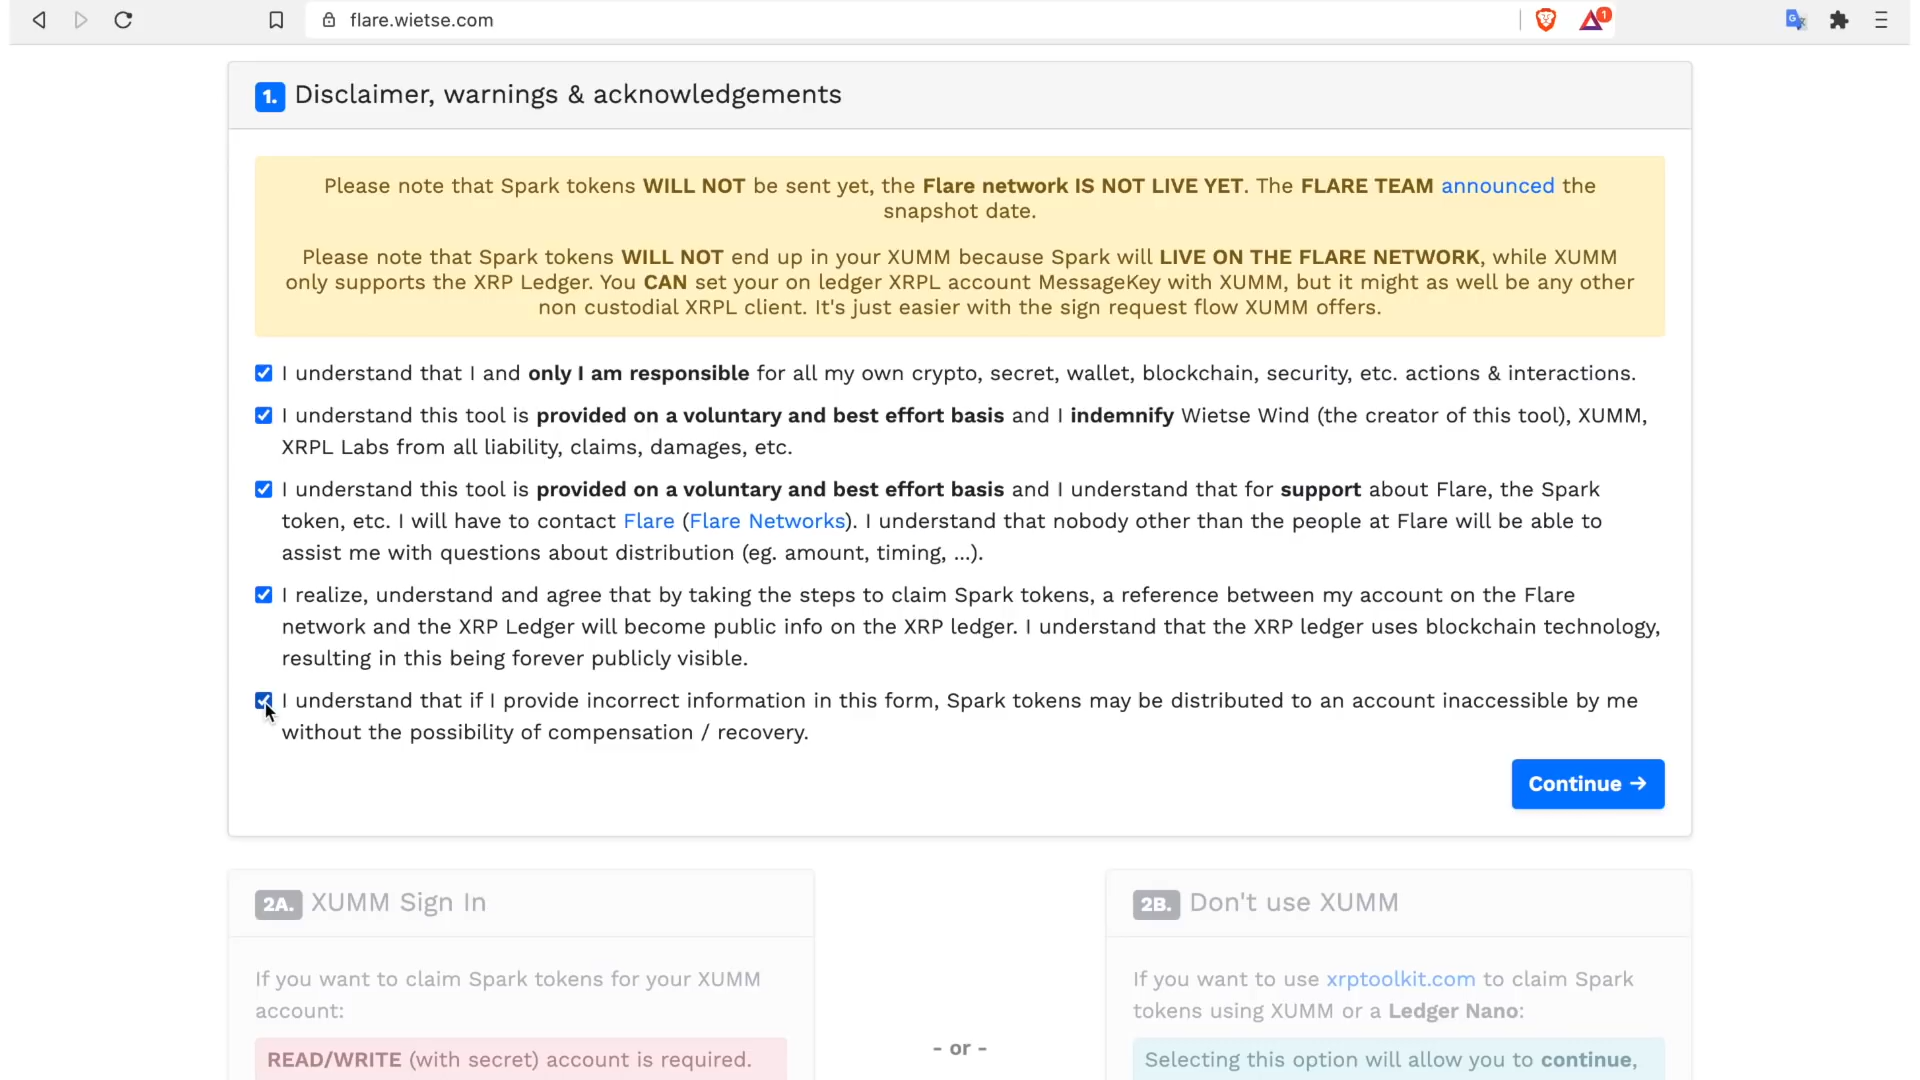 flare.wietse.com
1
1. Disclaimer, warnings & acknowledgements
Please note that Spark tokens WILL NOT be sent yet, the Flare network IS NOT LIVE YET. The FLARE TEAM announced the
snapshot date.
Please note that Spark tokens WILL NOT end up in your XUMM because Spark will LIVE ON THE FLARE NETWORK, while XUMM
only supports the XRP Ledger. You CAN set your on ledger XRPL account MessageKey with XUMM, but it might as well be any other
non custodial XRPL client. It's just easier with the sign request flow XUMM offers.
I understand that I and only I am responsible for all my own crypto, secret, wallet, blockchain, security, etc. actions & interactions.
I understand this tool is provided on a voluntary and best effort basis and I indemnify Wietse Wind (the creator of this tool), XUMM,
XRPL Labs from all liability, claims, damages, etc.
I understand this tool is provided on a voluntary and best effort basis and I understand that for support about Flare, the Spark
token, etc. I will have to contact Flare (Flare Networks). I understand that nobody other than the people at Flare will be able to
assist me with questions about distribution (eg. amount, timing, ...).
I realize, understand and agree that by taking the steps to claim Spark tokens, a reference between my account on the Flare
network and the XRP Ledger will become public info on the XRP ledger. I understand that the XRP ledger uses blockchain technology,
resulting in this being forever publicly visible.
I understand that if I provide incorrect information in this form, Spark tokens may be distributed to an account inaccessible by me
without the possibility of compensation / recovery.
Continue →
2A. XUMM Sign In
If you want to claim Spark tokens for your XUMM
account:
READ/WRITE (with secret) account is required.
- or -
2B. Don't use XUMM
If you want to use xrptoolkit.com to claim Spark
tokens using XUMM or a Ledger Nano:
Selecting this option will allow you to continue,